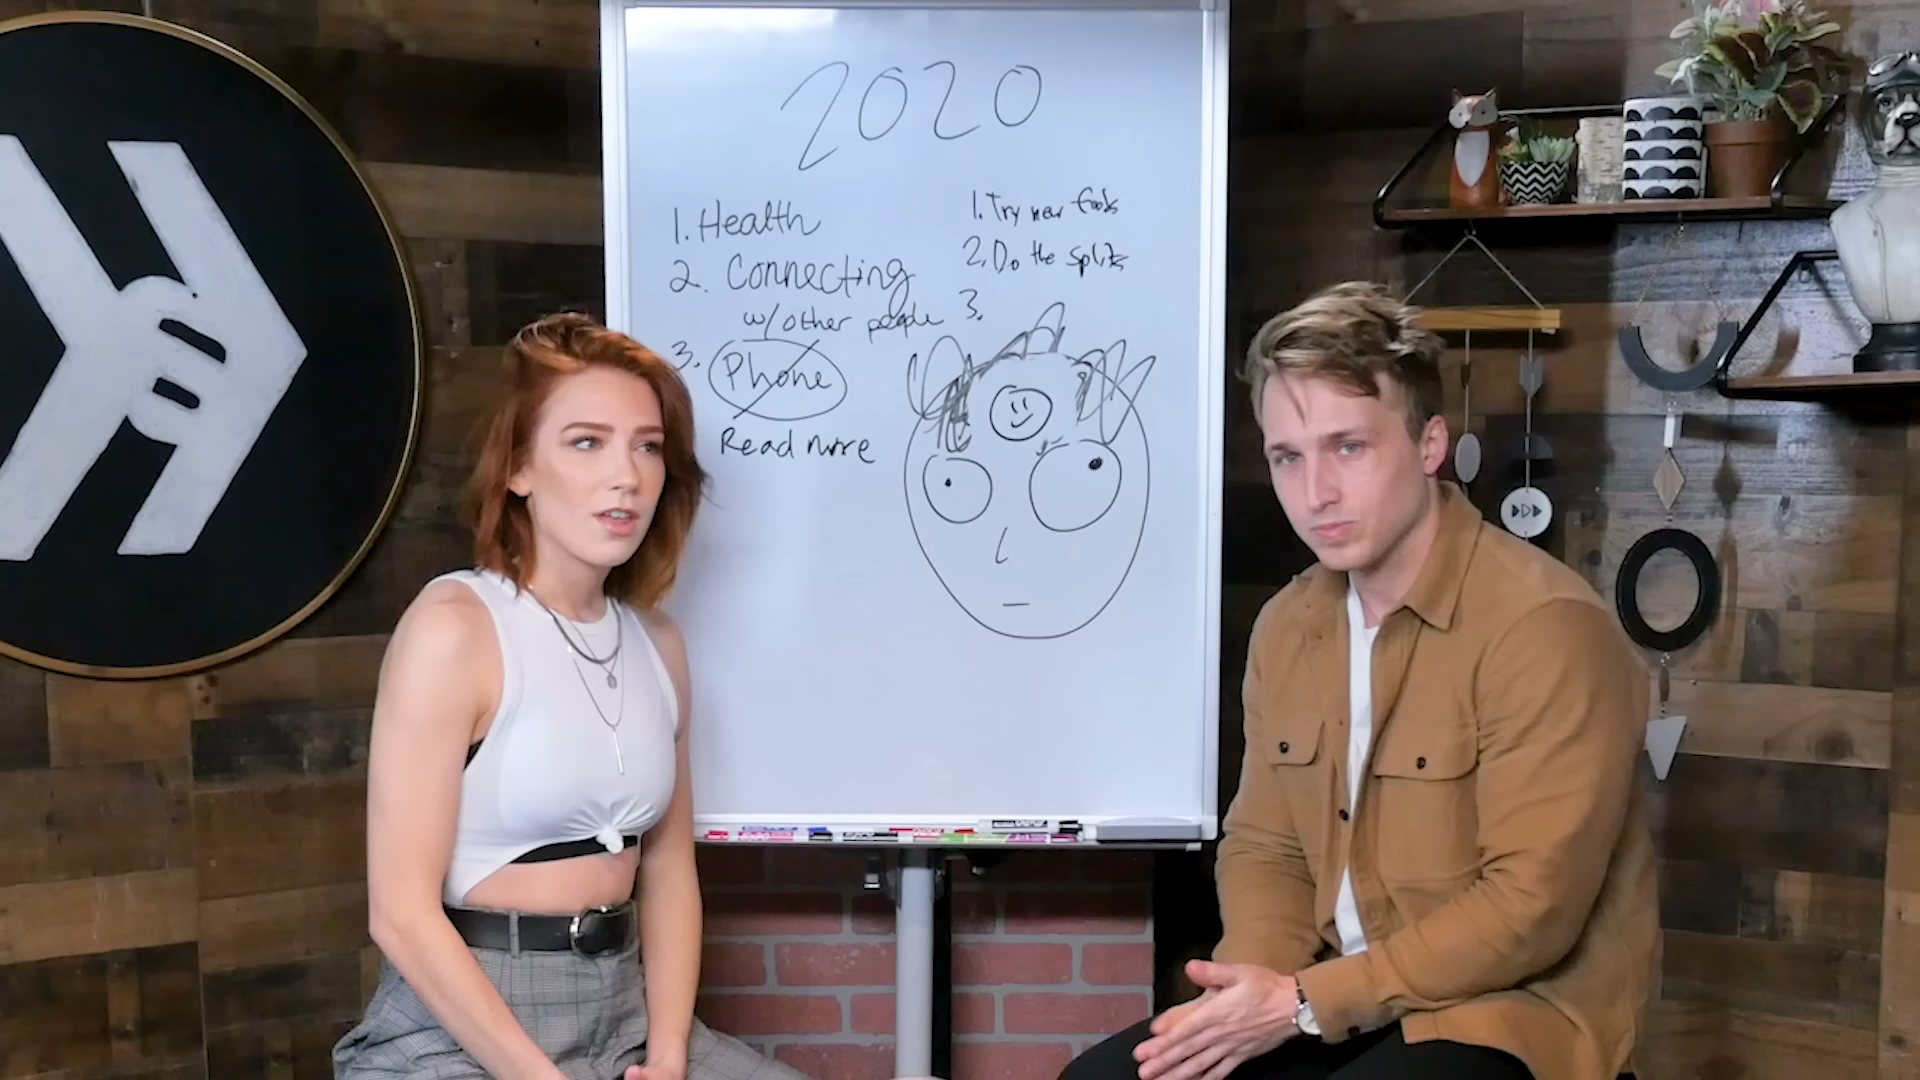 2020
1. Health
2. Connecting
w/other people
3. Phone
Read more
1. Try new foods
2. Do the splits
3.
EXPO